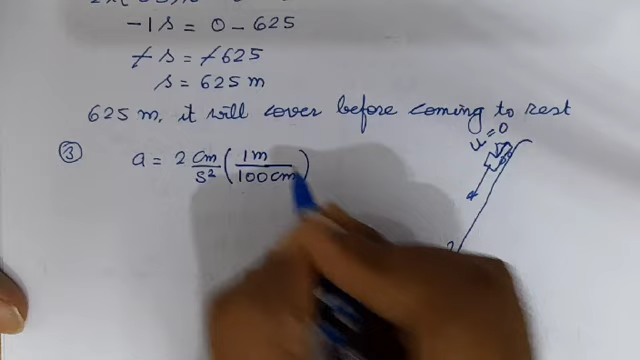 -1s = 0 - 625
-s = -625
s = 625 m
625 m, it will cover before coming to rest
③ a = 2 cm/s² (1m/100cm)
u = 0